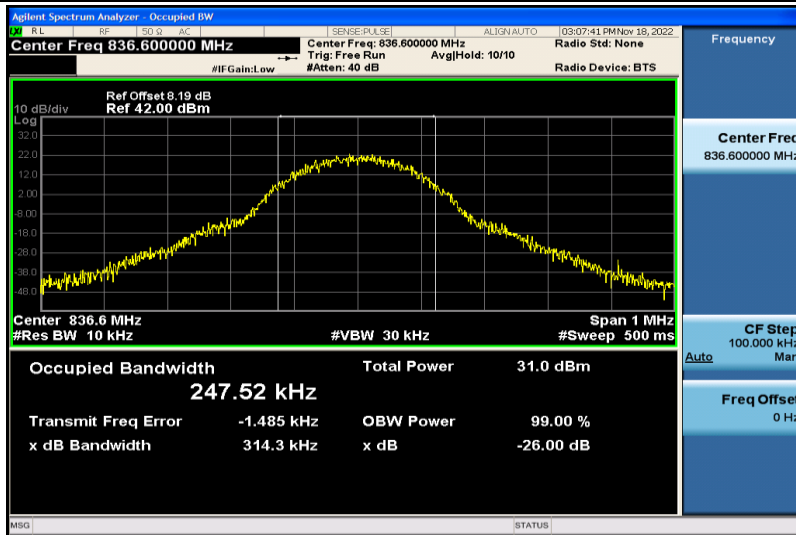 Agilent Spectrum Analyzer - Occupied BW
LXI RL RF 50 Ω AC SENSE:PULSE ALIGN AUTO 03:07:41 PM Nov 18, 2022
Center Freq 836.600000 MHz
Center Freq: 836.600000 MHz
Radio Std: None
Trig: Free Run Avg|Hold: 10/10
#IFGain:Low #Atten: 40 dB Radio Device: BTS
Ref Offset 8.19 dB
10 dB/div Ref 42.00 dBm
Log
32.0
22.0
12.0
2.00
-8.00
-18.0
-28.0
-38.0
-48.0
Center 836.6 MHz Span 1 MHz
#Res BW 10 kHz #VBW 30 kHz #Sweep 500 ms
Occupied Bandwidth Total Power 31.0 dBm
247.52 kHz
Transmit Freq Error -1.485 kHz OBW Power 99.00 %
x dB Bandwidth 314.3 kHz x dB -26.00 dB
MSG STATUS
Frequency
Center Freq
836.600000 MHz
CF Step
100.000 kHz
Auto Man
Freq Offset
0 Hz